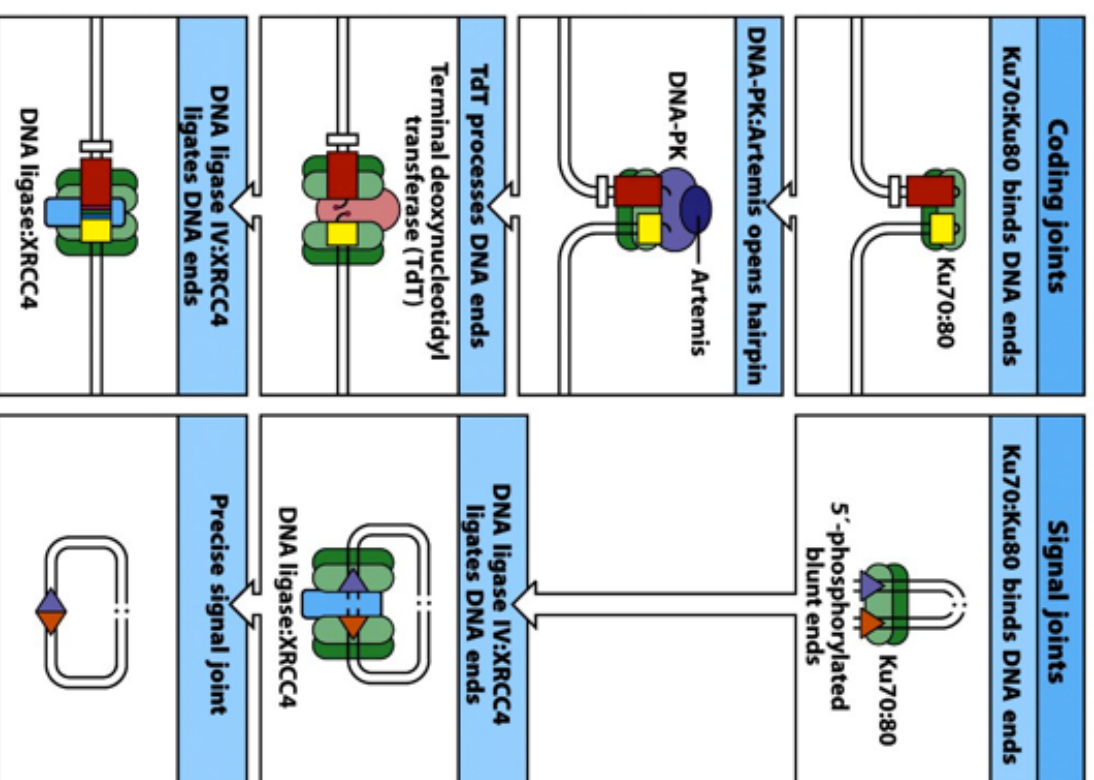 Coding joints
Ku70:Ku80 binds DNA ends
Ku70:80
DNA-PK:Artemis opens hairpin
DNA-PK
Artemis
TdT processes DNA ends
Terminal deoxynucleotidyl
transferase (TdT)
DNA ligase IV:XRCC4
ligates DNA ends
DNA ligase:XRCC4
Signal joints
Ku70:Ku80 binds DNA ends
Ku70:80
5´-phosphorylated
blunt ends
DNA ligase IV:XRCC4
ligates DNA ends
DNA ligase:XRCC4
Precise signal joint